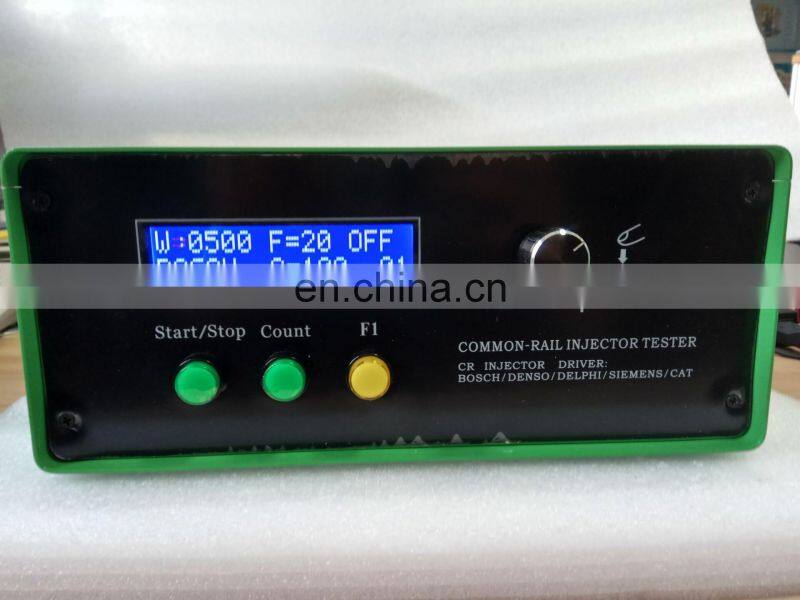 W→0500 F=20 OFF
en.china.cn
Start/Stop Count F1
COMMON-RAIL INJECTOR TESTER
CR INJECTOR DRIVER:
BOSCH/DENSO/DELPHI/SIEMENS/CAT